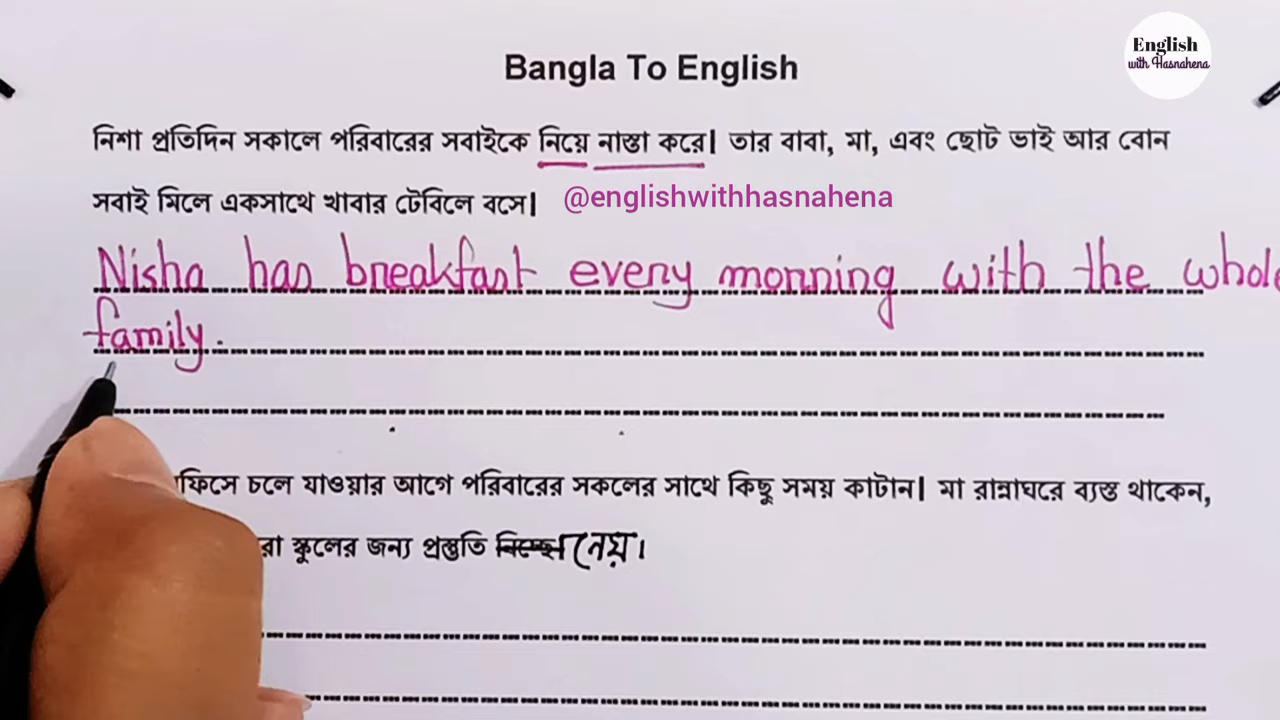 English
with Hasnahena
Bangla To English
নিশা প্রতিদিন সকালে পরিবারের সবাইকে নিয়ে নাস্তা করে। তার বাবা, মা, এবং ছোট ভাই আর বোন
সবাই মিলে একসাথে খাবার টেবিলে বসে। @englishwithhasnahena
Nisha has breakfast every morning with the whole
family.
ফিসে চলে যাওয়ার আগে পরিবারের সকলের সাথে কিছু সময় কাটান। মা রান্নাঘরে ব্যস্ত থাকেন,
রা স্কুলের জন্য প্রস্তুতি নেয়।